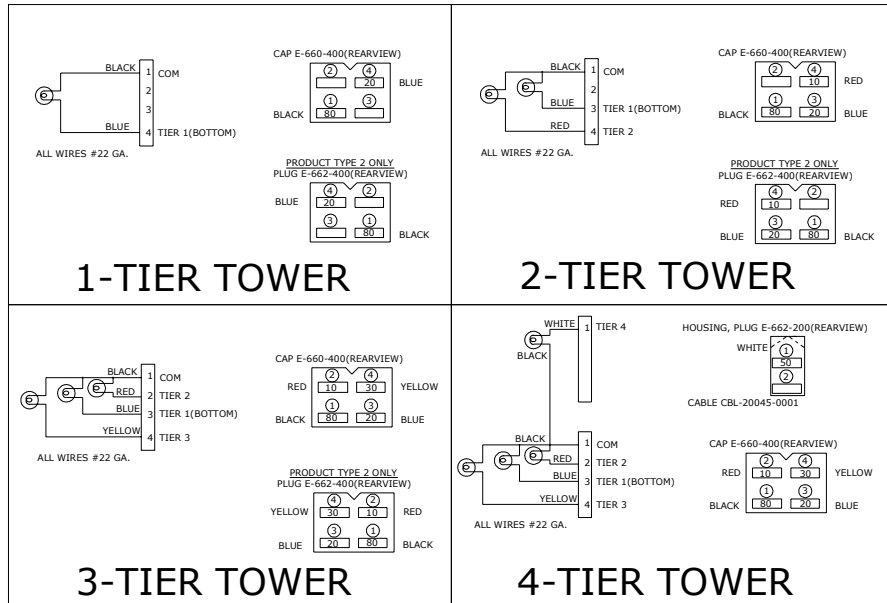 BLACK 1 COM
2
3
BLUE 4 TIER 1(BOTTOM)
ALL WIRES #22 GA.
CAP E-660-400(REARVIEW)
2 4
20 BLUE
1 3
BLACK 80
PRODUCT TYPE 2 ONLY
PLUG E-662-400(REARVIEW)
4 2
BLUE 20
3 1
80 BLACK
1-TIER TOWER
BLACK 1 COM
2
BLUE 3 TIER 1(BOTTOM)
RED 4 TIER 2
ALL WIRES #22 GA.
CAP E-660-400(REARVIEW)
2 4
10 RED
1 3
BLACK 80 20 BLUE
PRODUCT TYPE 2 ONLY
PLUG E-662-400(REARVIEW)
4 2
RED 10
3 1
BLUE 20 80 BLACK
2-TIER TOWER
BLACK 1 COM
RED 2 TIER 2
BLUE 3 TIER 1(BOTTOM)
YELLOW 4 TIER 3
ALL WIRES #22 GA.
CAP E-660-400(REARVIEW)
2 4
RED 10 30 YELLOW
1 3
BLACK 80 20 BLUE
PRODUCT TYPE 2 ONLY
PLUG E-662-400(REARVIEW)
4 2
YELLOW 30 10 RED
3 1
BLUE 20 80 BLACK
3-TIER TOWER
WHITE 1 TIER 4
BLACK
BLACK 1 COM
RED 2 TIER 2
BLUE 3 TIER 1(BOTTOM)
YELLOW 4 TIER 3
ALL WIRES #22 GA.
HOUSING, PLUG E-662-200(REARVIEW)
WHITE 1
50
2
CABLE CBL-20045-0001
CAP E-660-400(REARVIEW)
2 4
RED 10 30 YELLOW
1 3
BLACK 80 20 BLUE
4-TIER TOWER